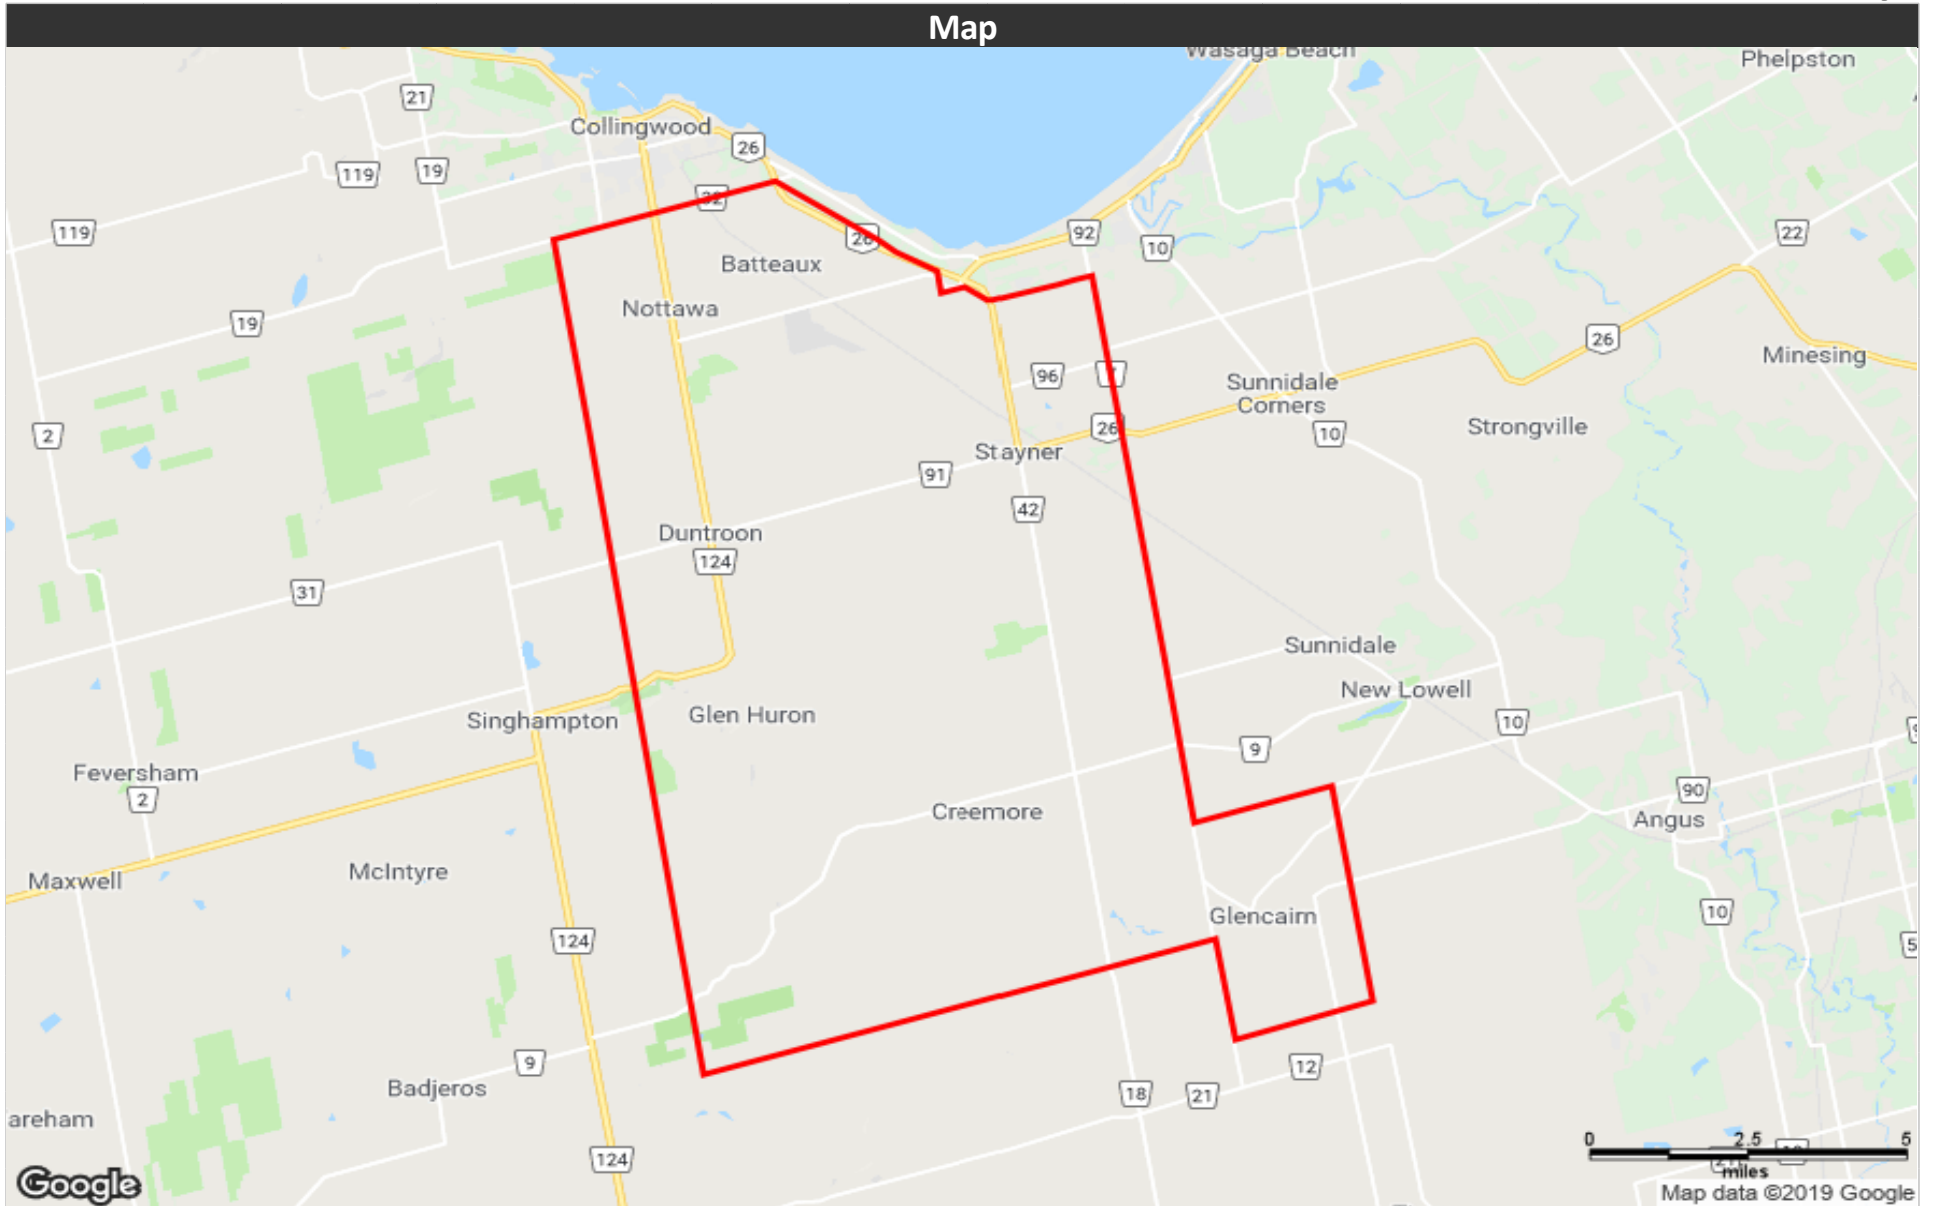 Map
Wasaga Beach
Phelpston
21
Collingwood
26
119
19
32
119
92
10
22
26
Batteaux
Nottawa
19
26
Minesing
96
7
Sunnidale
Corners
2
26
10
Strongville
Stayner
91
42
Duntroon
124
31
Sunnidale
New Lowell
Singhampton
Glen Huron
10
9
Feversham
2
90
Creemore
Angus
McIntyre
Maxwell
10
Glencairn
124
9
12
Badjeros
18
21
areham
124
0
2.5
5
miles
Google
Map data ©2019 Google